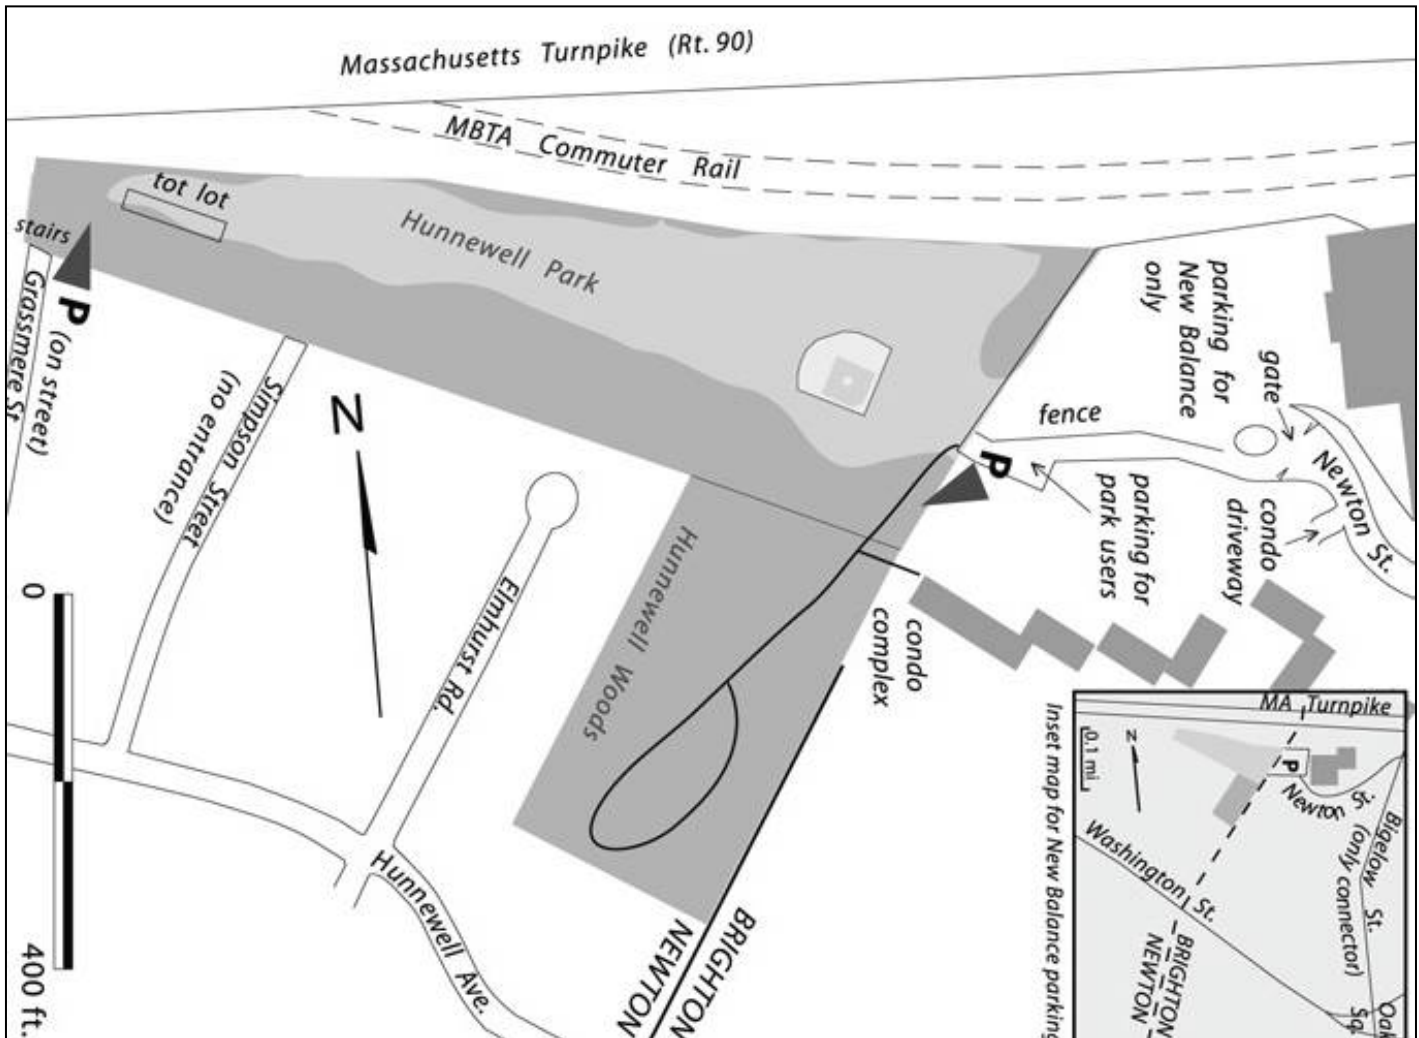 Massachusetts Turnpike (Rt. 90)
MBTA Commuter Rail
tot lot
stairs
Hunnewell Park
P
(on street)
Grassmere St.
Simpson Street
(no entrance)
N
Elmhurst Rd.
Hunnewell Ave.
Hunnewell Woods
parking for
New Balance
only
gate
fence
Newton St.
P
parking for
park users
condo
driveway
condo
complex
BRIGHTON
NEWTON
0
400 ft.
MA Turnpike
0.1 mi
N
P
Newton St.
(only connector)
Bigelow St.
Washington St.
Oak
Sq.
BRIGHTON
NEWTON
Inset map for New Balance parking